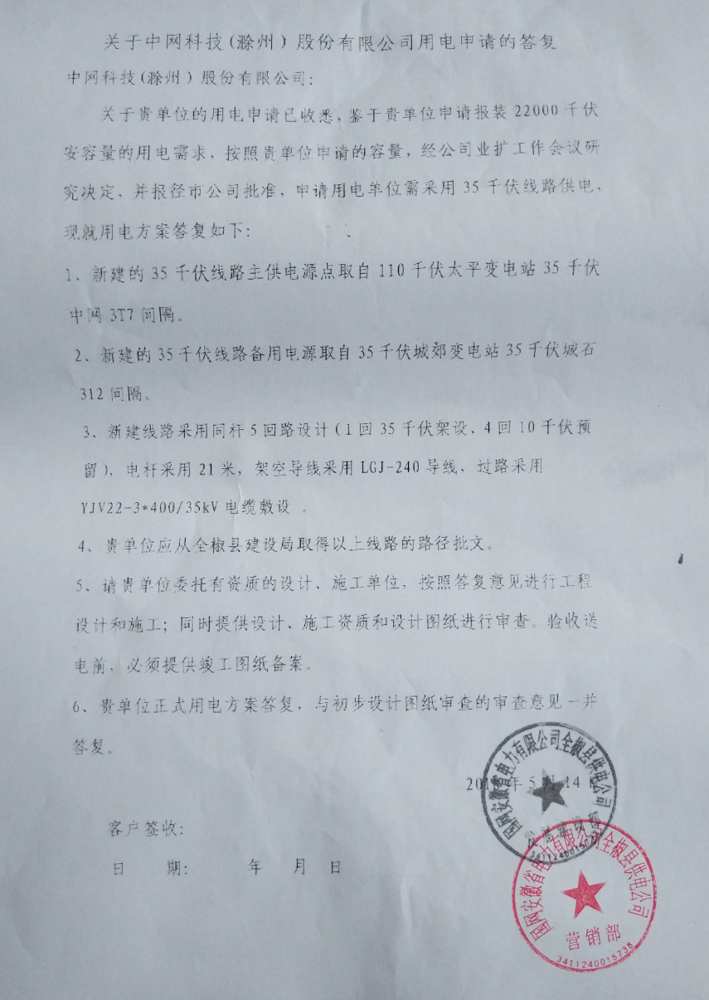 关于中网科技(滁州）股份有限公司用电申请的答复
中网科技(滁州）股份有限公司:
关于贵单位的用电申请已收悉,鉴于贵单位申请报装 22000 千伏
安容量的用电需求，按照贵单位申请的容量，经公司业扩工作会议研
究决定、并报径市公司批准，申请用电单位需采用 35 千伏线路供电、
现就用电方案答复如下:
1、新建的 35 千伏线路主供电源点取自 110 千伏太平变电站 35 千伏
中网 3T7 间隔。
2、新建的 35 千伏线路备用电源取自 35 千伏城郊变电站 35 千伏城石
312 间隔。
3、新建线路采用同杆 5 回路设计（1 回 35 千伏架设、4 回 10 千伏预
留），电杆采用 21 米，架空导线采用 LGJ-240 导线，过路采用
YJV22-3*400/35kV 电缆敷设 。
4、贵单位应从全椒县建设局取得以上线路的路径批文。
5、请贵单位委托有资质的设计、施工单位，按照答复意见进行工程
设计和施工；同时提供设计、施工资质和设计图纸进行审查。验收送
电前，必须提供竣工图纸备案。
6、贵单位正式用电方案答复，与初步设计图纸审查的审查意见一并
答复。
国网安徽省电力有限公司全椒县供电公司
年 5 14
客户签收:
日 期: 年 月 日
国网安徽省电力有限公司全椒县供电公司
营销部
3411240015738